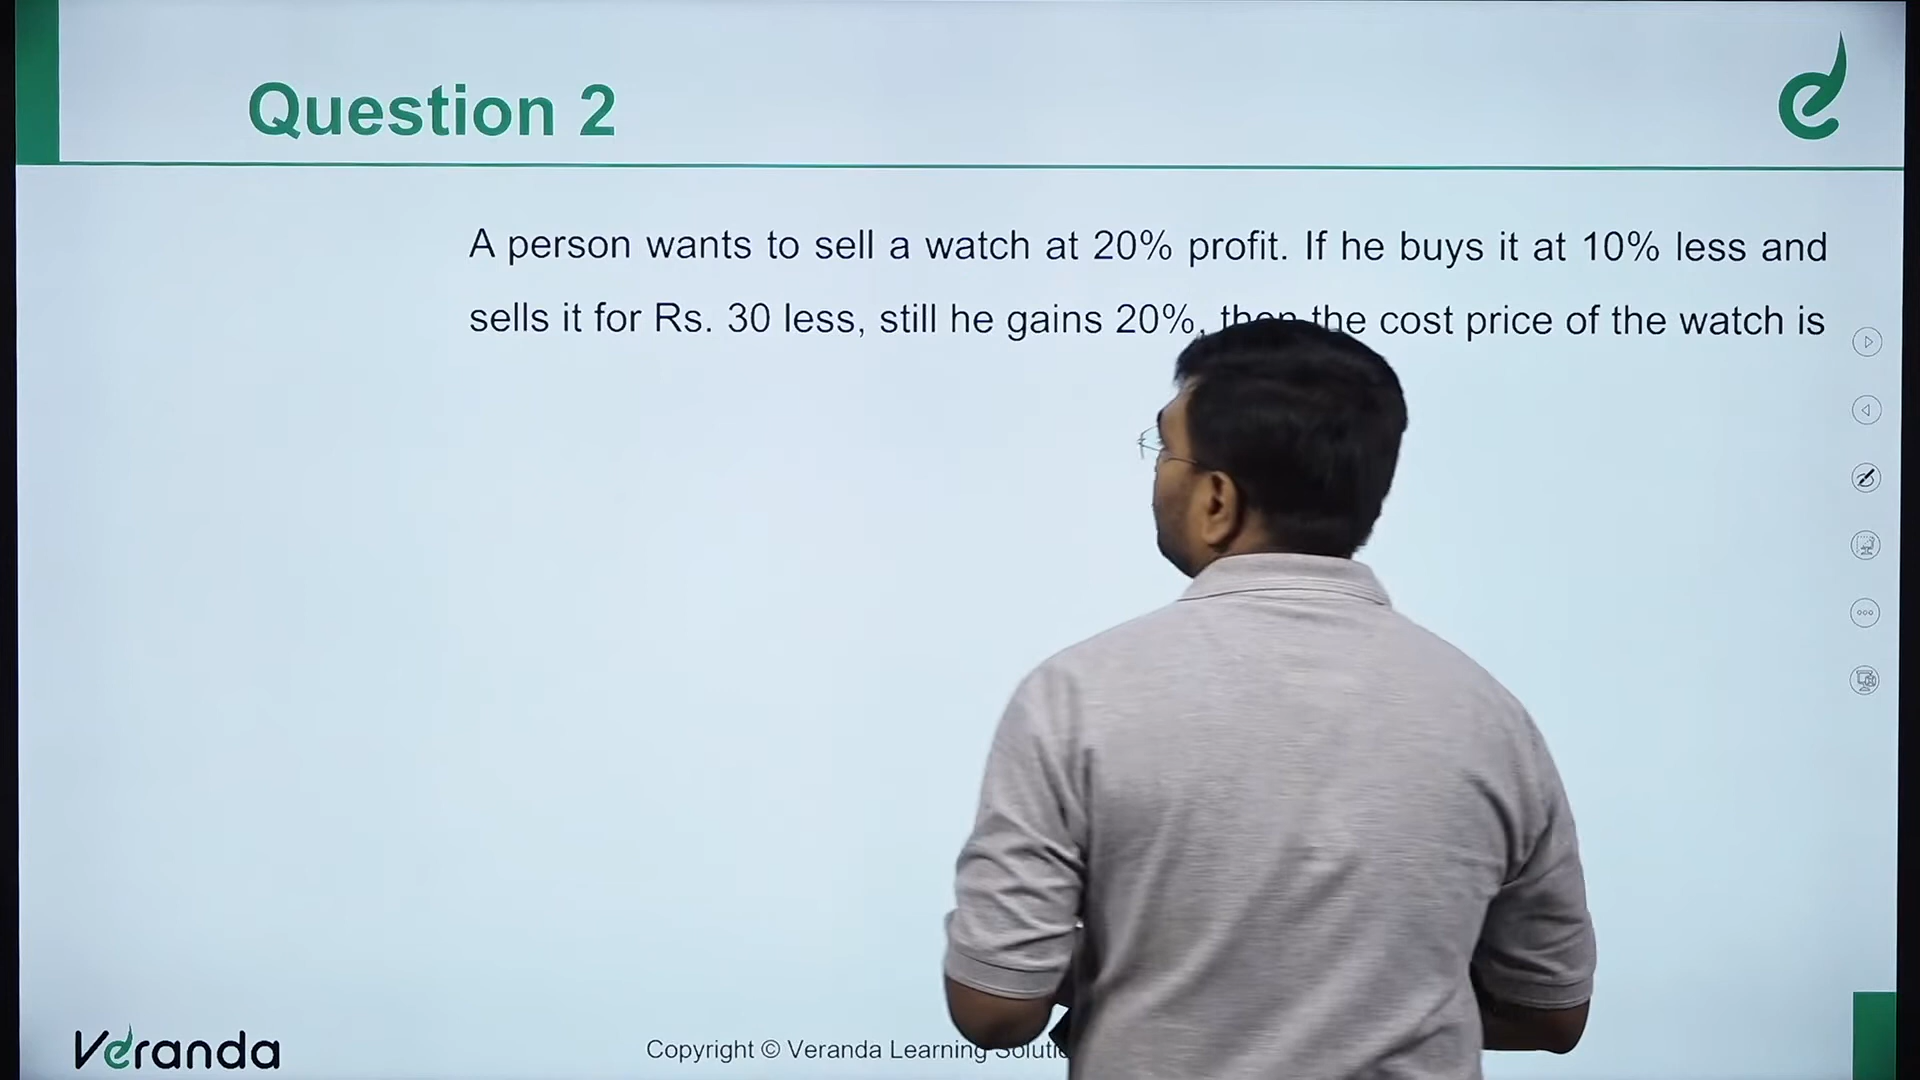 Question 2
A person wants to sell a watch at 20% profit. If he buys it at 10% less and
sells it for Rs. 30 less, still he gains 20%, then the cost price of the watch is
Veranda
Copyright © Veranda Learning